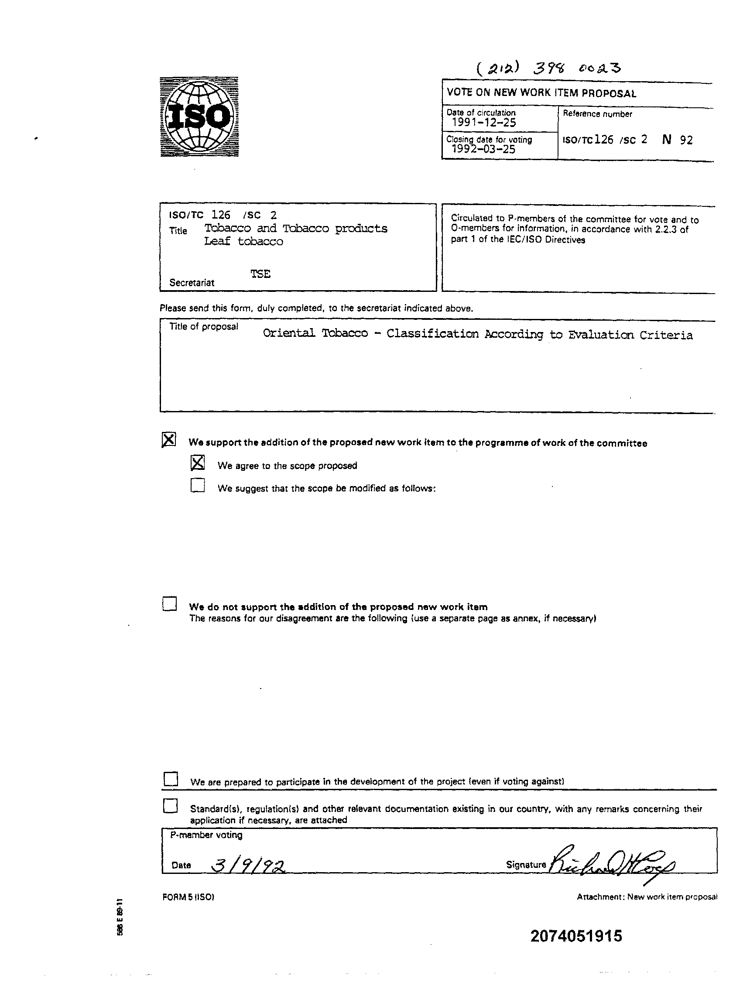 (212) 398 0023
ISO
VOTE ON NEW WORK ITEM PROPOSAL
Date of circulation
1991-12-25
Reference number
Closing date for voting
1992-03-25
ISO/TC 126 /SC 2 N 92
ISO/TC 126 /SC 2
Title Tobacco and Tobacco products
Leaf tobacco
TSE
Secretariat
Circulated to P-members of the committee for vote and to
O-members for information, in accordance with 2.2.3 of
part 1 of the IEC/ISO Directives
Please send this form, duly completed, to the secretariat indicated above.
Title of proposal
Oriental Tobacco - Classification According to Evaluation Criteria
We support the addition of the proposed new work item to the programme of work of the committee
We agree to the scope proposed
We suggest that the scope be modified as follows:
We do not support the addition of the proposed new work item
The reasons for our disagreement are the following (use a separate page as annex, if necessary)
We are prepared to participate in the development of the project (even if voting against)
Standard(s), regulation(s) and other relevant documentation existing in our country, with any remarks concerning their
application if necessary, are attached
P-member voting
Date 3/9/92
Signature
FORM 5 (ISO)
Attachment: New work item proposal
586 E 89-11
2074051915